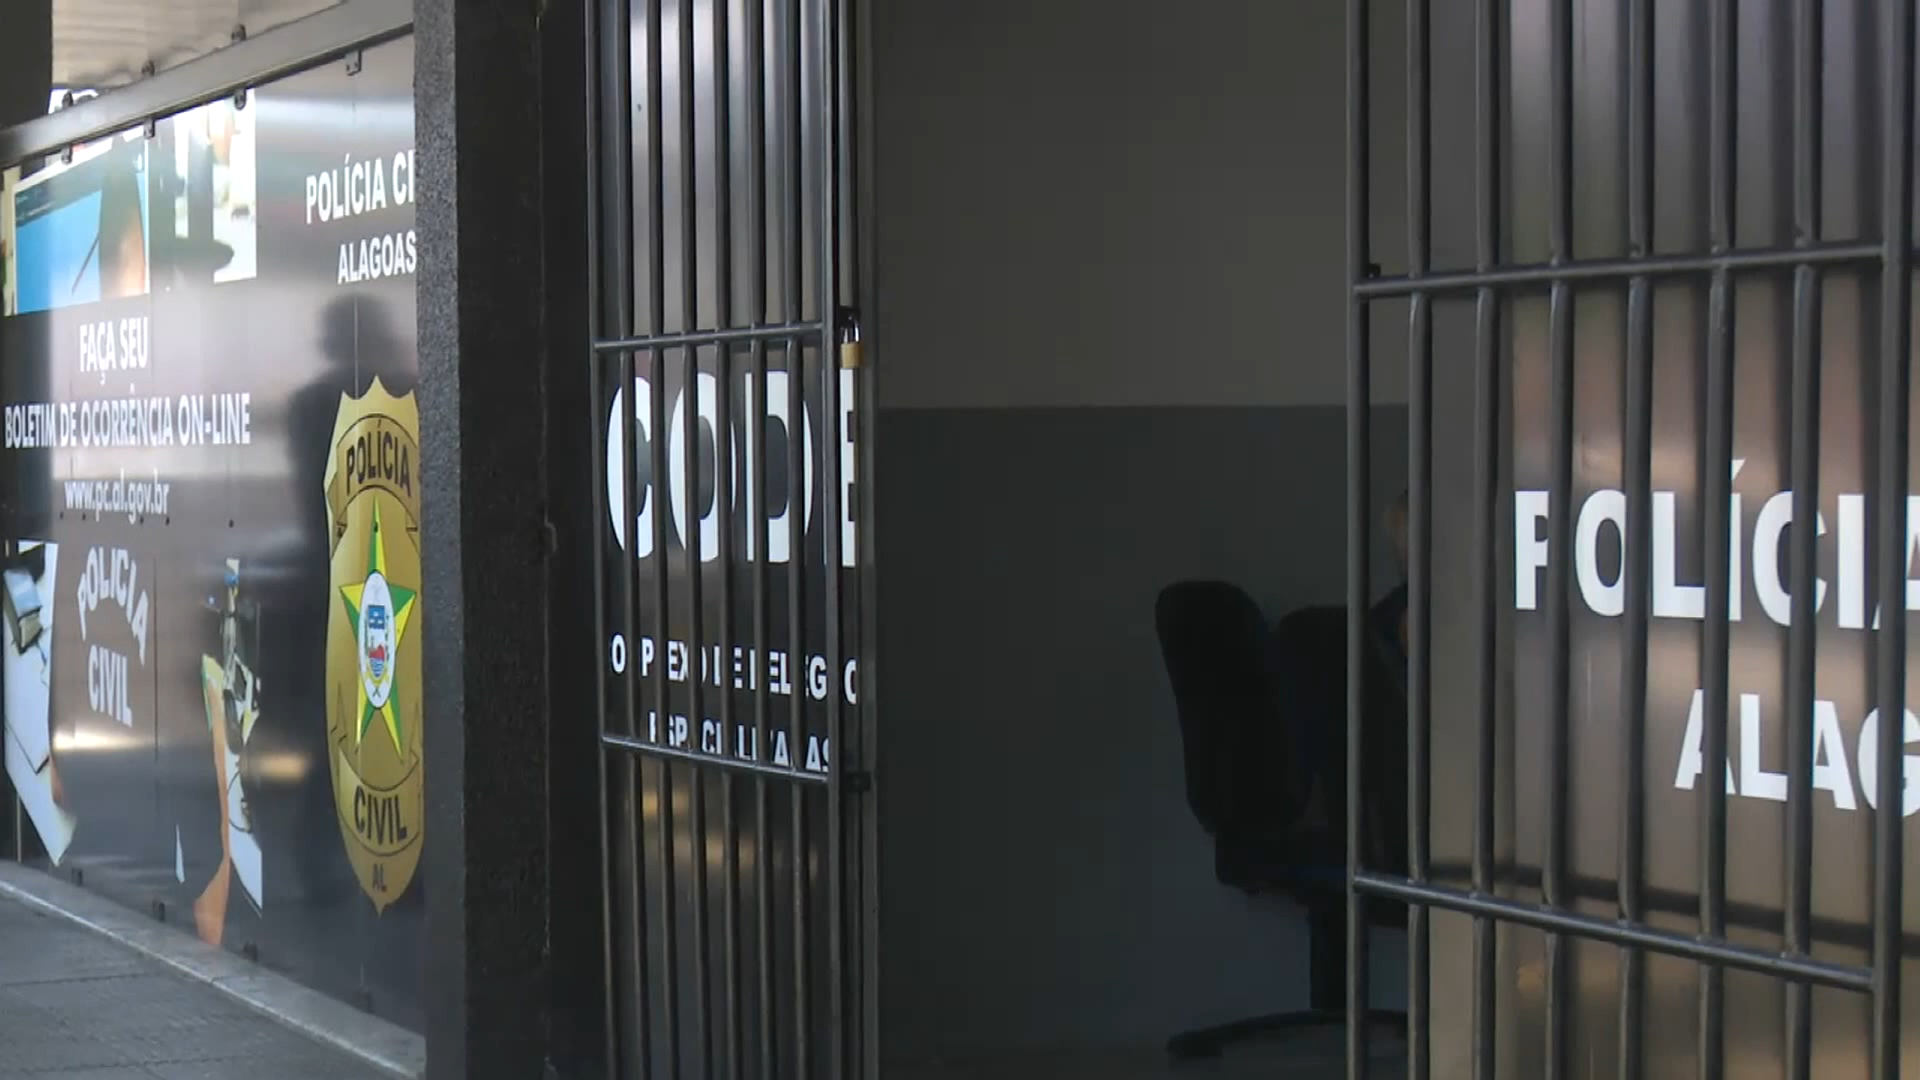 POLÍCIA CI
ALAGOAS
FAÇA SEU
BOLETIM DE OCORRÊNCIA ON-LINE
www.pc.al.gov.br
POLÍCIA
CIVIL
POLÍCIA
CIVIL
AL
CODE
POLÍCIA
ALAG